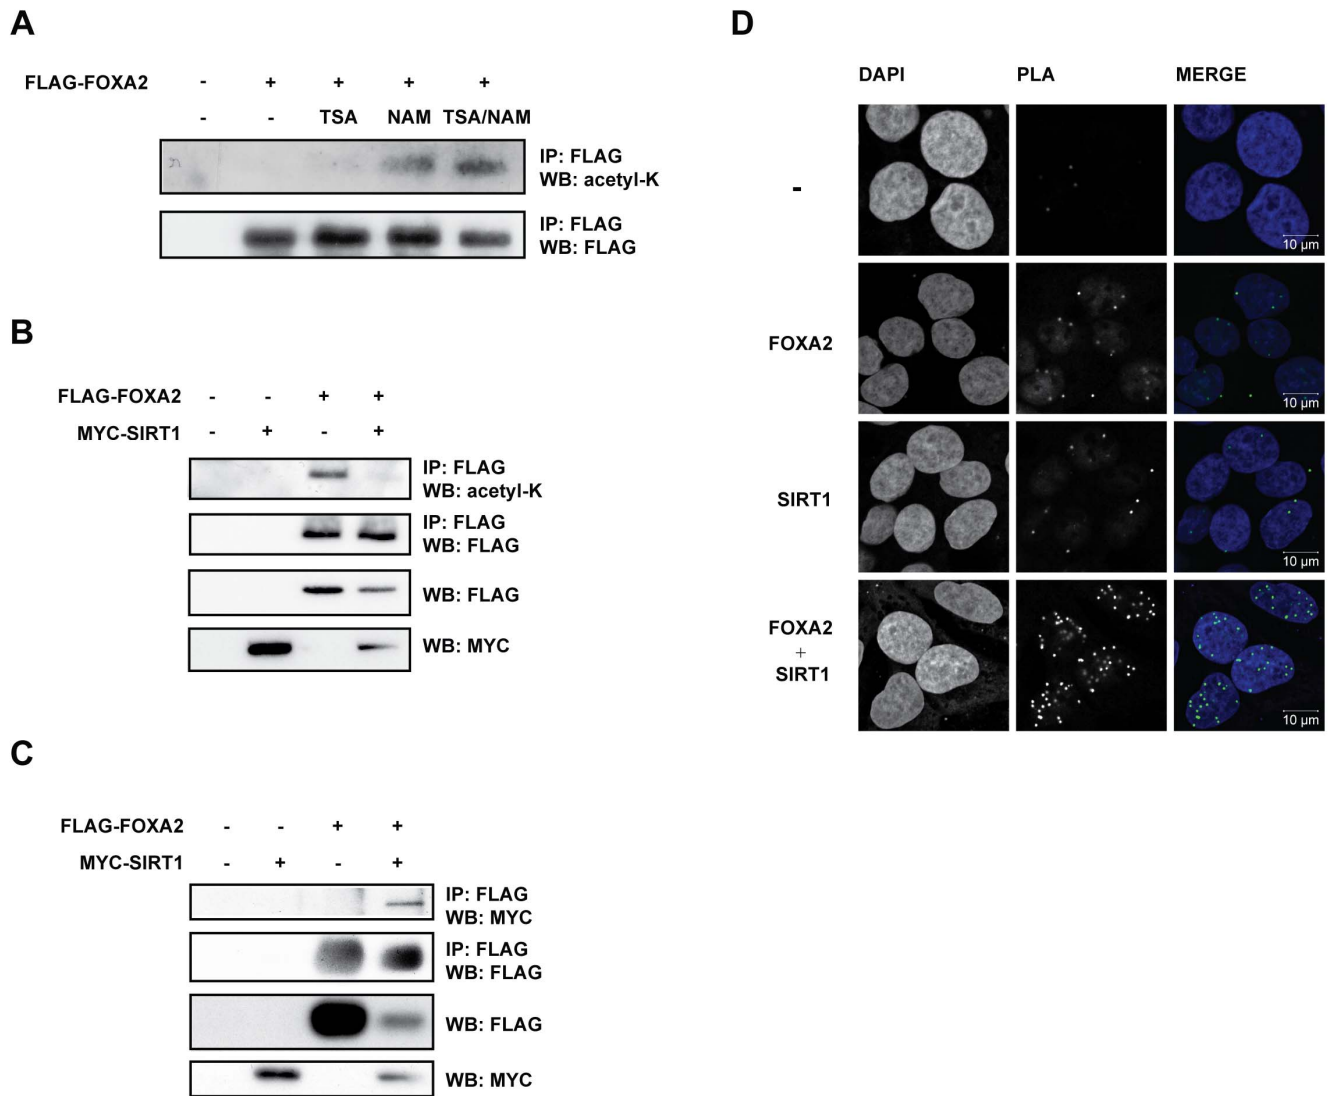 A
FLAG-FOXA2 - + + + +
- - TSA NAM TSA/NAM
IP: FLAG
WB: acetyl-K
IP: FLAG
WB: FLAG
B
FLAG-FOXA2 - - + +
MYC-SIRT1 - + - +
IP: FLAG
WB: acetyl-K
IP: FLAG
WB: FLAG
WB: FLAG
WB: MYC
C
FLAG-FOXA2 - - + +
MYC-SIRT1 - + - +
IP: FLAG
WB: MYC
IP: FLAG
WB: FLAG
WB: FLAG
WB: MYC
D
DAPI PLA MERGE
-
10 µm
FOXA2
10 µm
SIRT1
10 µm
FOXA2
+
SIRT1
10 µm